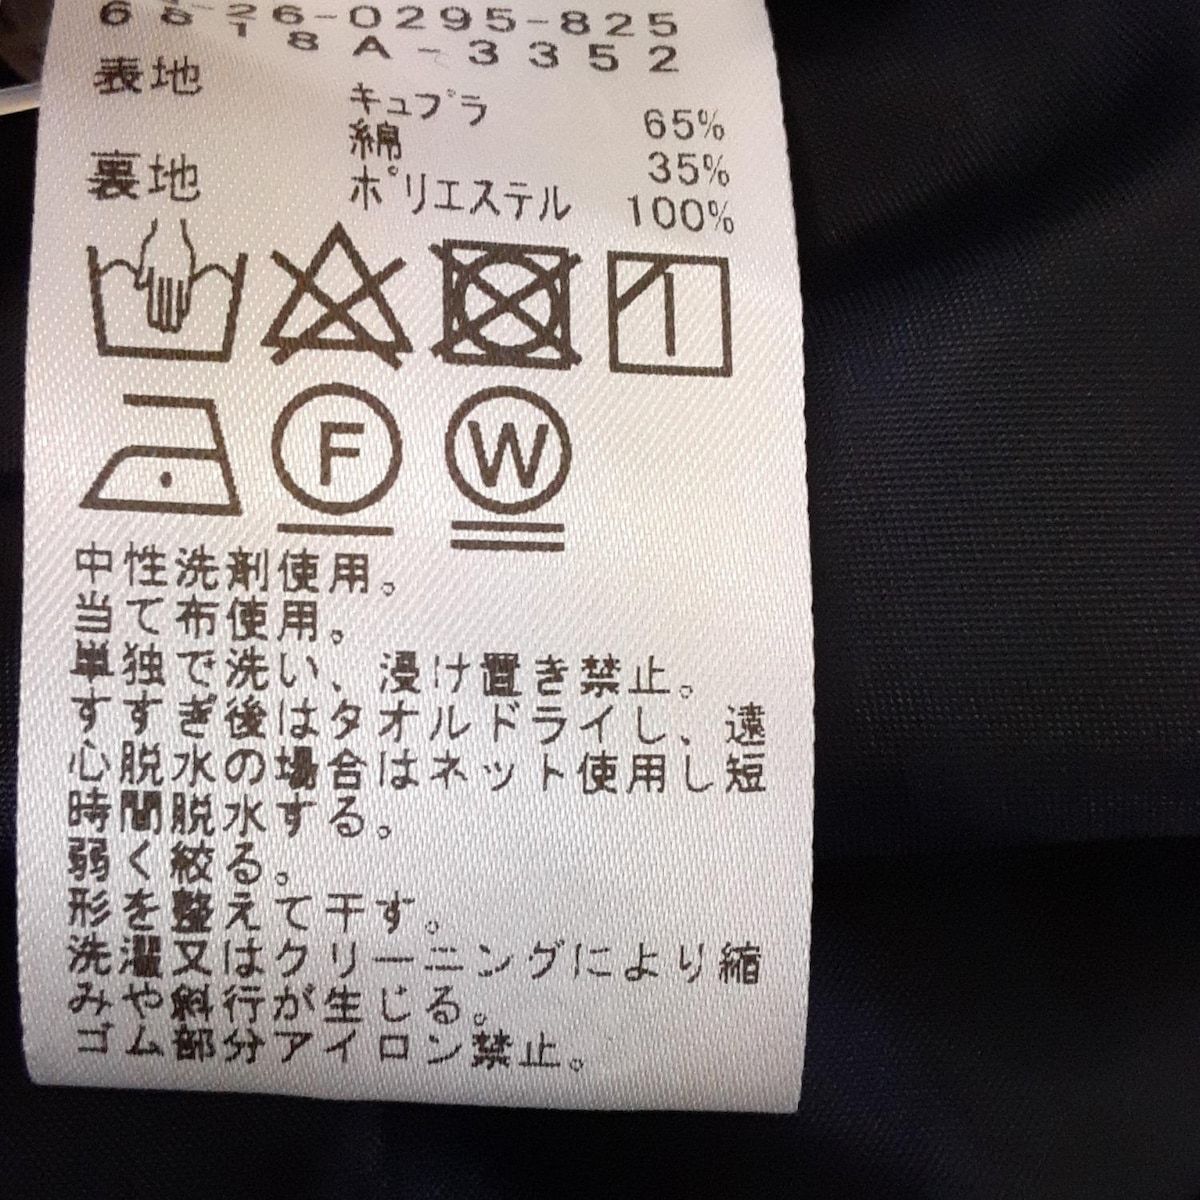 6 8-26-0295-825
18A-3352
表地 キュプラ 65%
綿 35%
裏地 ポリエステル 100%
F
W
中性洗剤使用。
当て布使用。
単独で洗い、浸け置き禁止。
すすぎ後はタオルドライし、遠
心脱水の場合はネット使用し短
時間脱水する。
弱く絞る。
形を整えて干す。
洗濯又はクリーニングにより縮
みや斜行が生じる。
ゴム部分アイロン禁止。